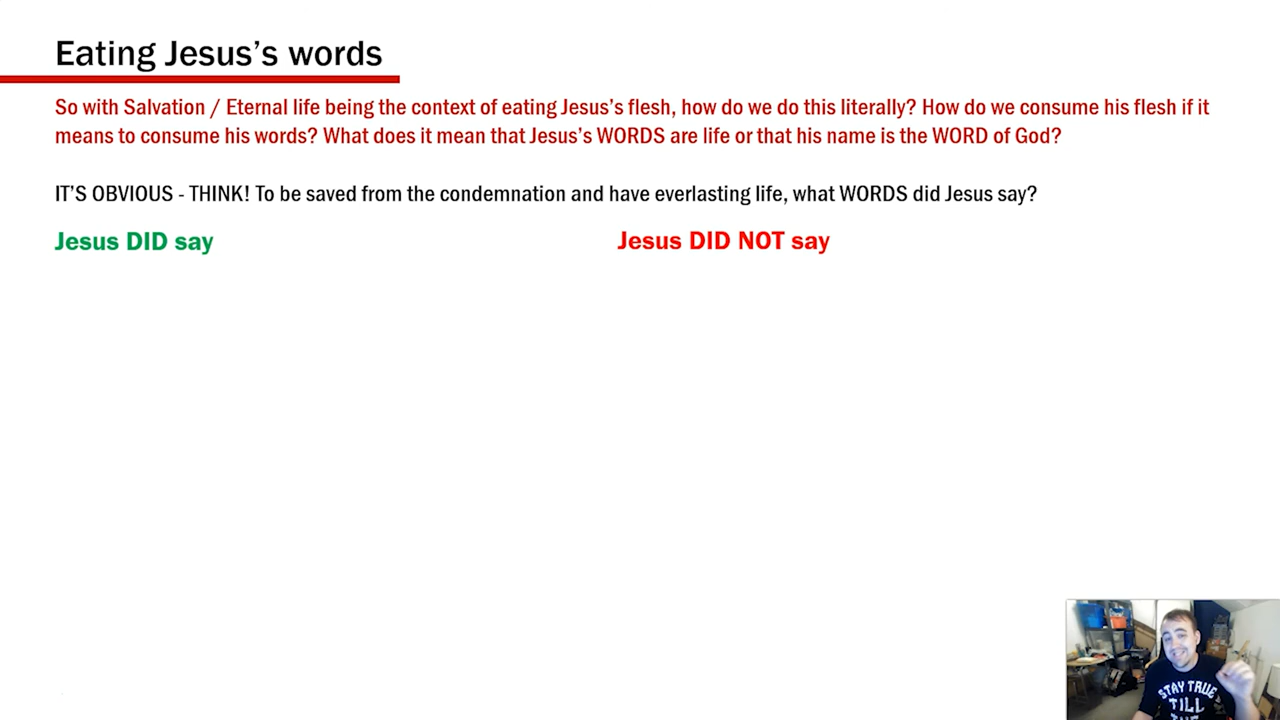 Eating Jesus’s words
So with Salvation / Eternal life being the context of eating Jesus’s flesh, how do we do this literally? How do we consume his flesh if it
means to consume his words? What does it mean that Jesus’s WORDS are life or that his name is the WORD of God?
IT’S OBVIOUS - THINK! To be saved from the condemnation and have everlasting life, what WORDS did Jesus say?
Jesus DID say
Jesus DID NOT say
STAY TRUE
TILL